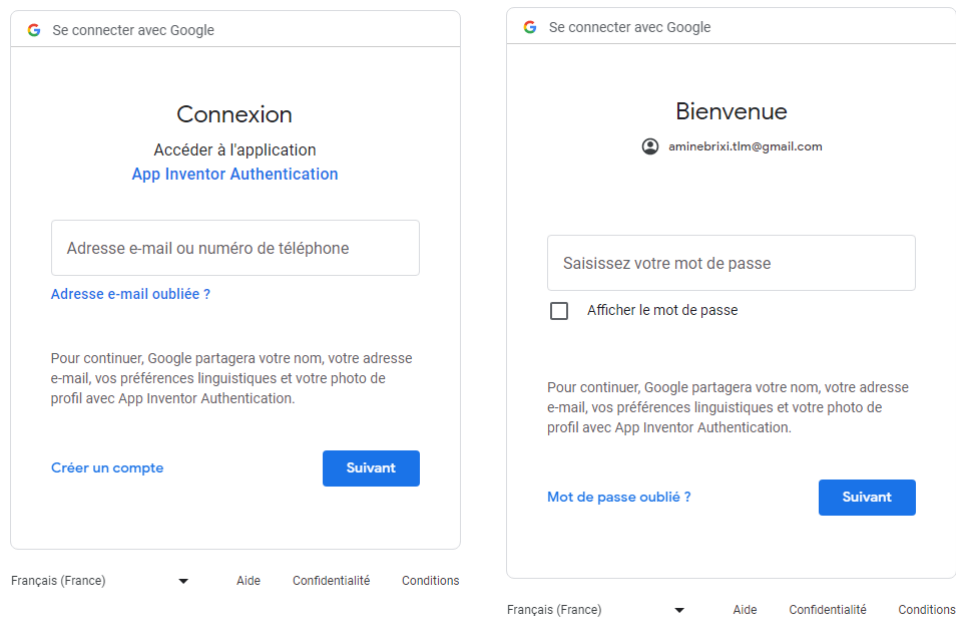 Se connecter avec Google
Connexion
Accéder à l'application
App Inventor Authentication
Adresse e-mail ou numéro de téléphone
Adresse e-mail oubliée ?
Pour continuer, Google partagera votre nom, votre adresse
e-mail, vos préférences linguistiques et votre photo de
profil avec App Inventor Authentication.
Créer un compte
Suivant
Français (France)
Aide
Confidentialité
Conditions
Se connecter avec Google
Bienvenue
aminebrixi.tlm@gmail.com
Saisissez votre mot de passe
Afficher le mot de passe
Pour continuer, Google partagera votre nom, votre adresse
e-mail, vos préférences linguistiques et votre photo de
profil avec App Inventor Authentication.
Mot de passe oublié ?
Suivant
Français (France)
Aide
Confidentialité
Conditions